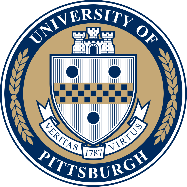 UNIVERSITY OF
VERITAS
1787
VIRTUS
PITTSBURGH